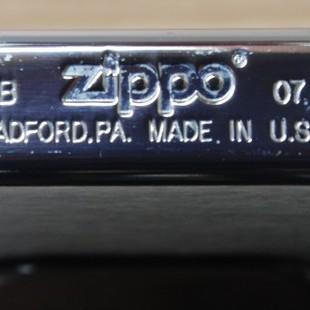 B zippo® 07
ADFORD, PA. MADE IN U.S